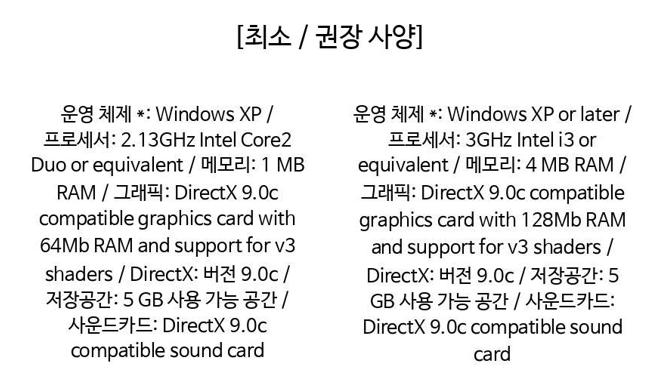 [최소 / 권장 사양]
운영 체제 *: Windows XP /
프로세서: 2.13GHz Intel Core2
Duo or equivalent / 메모리: 1 MB
RAM / 그래픽: DirectX 9.0c
compatible graphics card with
64Mb RAM and support for v3
shaders / DirectX: 버전 9.0c /
저장공간: 5 GB 사용 가능 공간 /
사운드카드: DirectX 9.0c
compatible sound card
운영 체제 *: Windows XP or later /
프로세서: 3GHz Intel i3 or
equivalent / 메모리: 4 MB RAM /
그래픽: DirectX 9.0c compatible
graphics card with 128Mb RAM
and support for v3 shaders /
DirectX: 버전 9.0c / 저장공간: 5
GB 사용 가능 공간 / 사운드카드:
DirectX 9.0c compatible sound
card